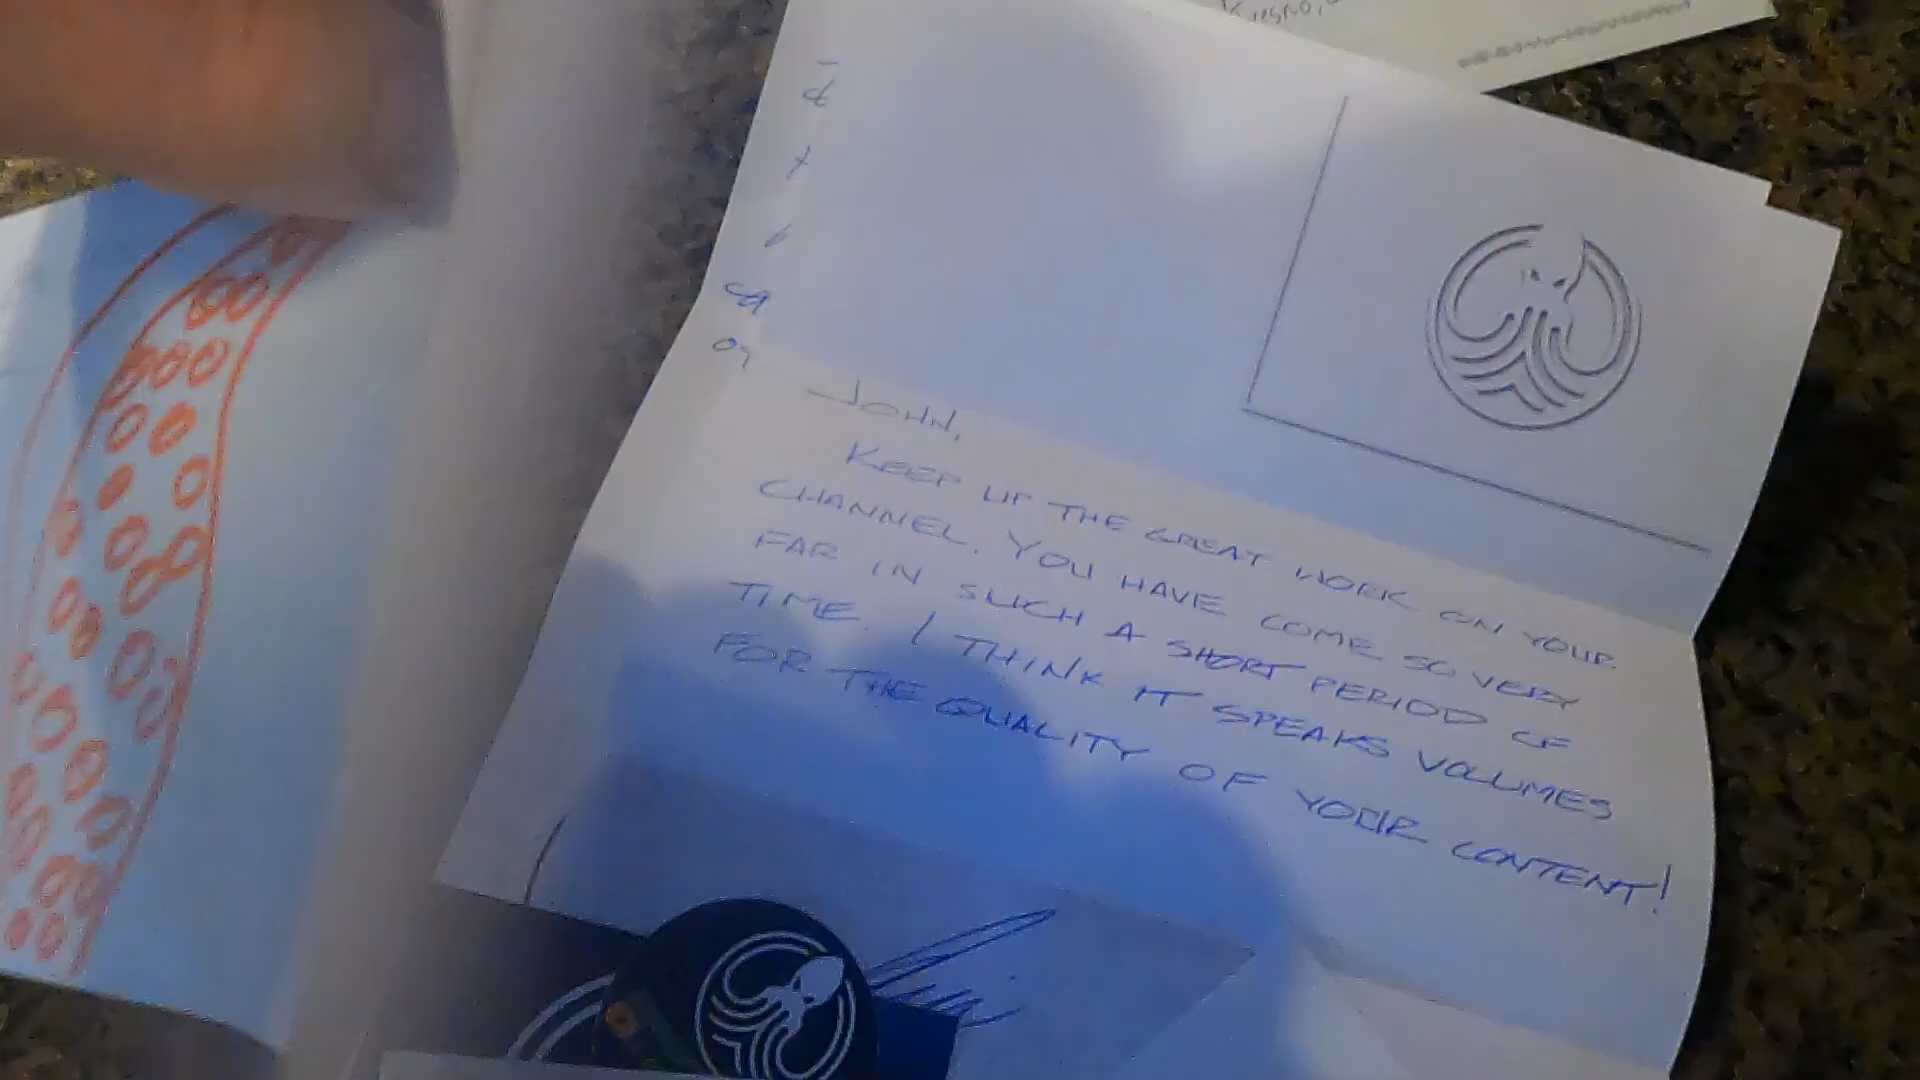 JOHN,
KEEP UP THE GREAT WORK ON YOUR
CHANNEL. YOU HAVE COME SO VERY
FAR IN SUCH A SHORT PERIOD OF
TIME. I THINK IT SPEAKS VOLUMES
FOR THE QUALITY OF YOUR CONTENT!